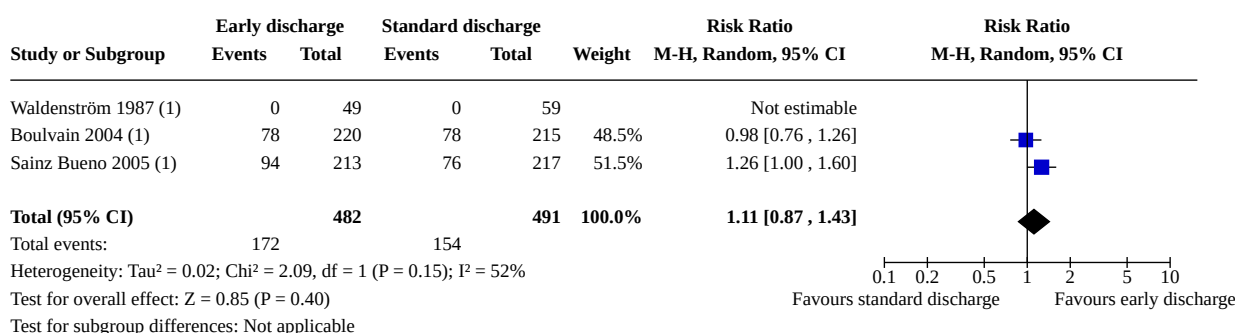 Early discharge Standard discharge Risk Ratio Risk Ratio
Study or Subgroup Events Total Events Total Weight M-H, Random, 95% CI M-H, Random, 95% CI
Waldenström 1987 (1) 0 49 0 59 Not estimable
Boulvain 2004 (1) 78 220 78 215 48.5% 0.98 [0.76 , 1.26]
Sainz Bueno 2005 (1) 94 213 76 217 51.5% 1.26 [1.00 , 1.60]
Total (95% CI) 482 491 100.0% 1.11 [0.87 , 1.43]
Total events: 172 154
Heterogeneity: Tau² = 0.02; Chi² = 2.09, df = 1 (P = 0.15); I² = 52%
0.1 0.2 0.5 1 2 5 10
Test for overall effect: Z = 0.85 (P = 0.40) Favours standard discharge Favours early discharge
Test for subgroup differences: Not applicable